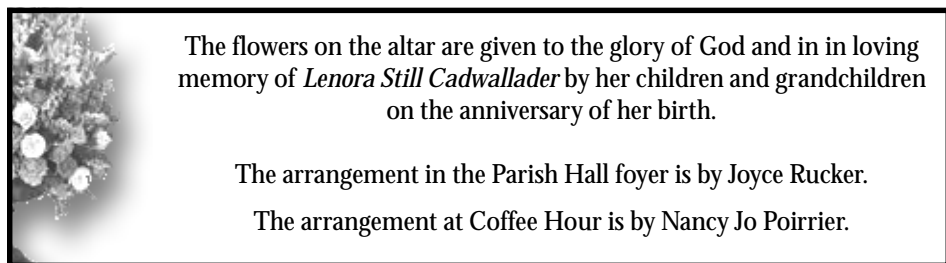 The flowers on the altar are given to the glory of God and in in loving
memory of Lenora Still Cadwallader by her children and grandchildren
on the anniversary of her birth.
The arrangement in the Parish Hall foyer is by Joyce Rucker.
The arrangement at Coffee Hour is by Nancy Jo Poirrier.